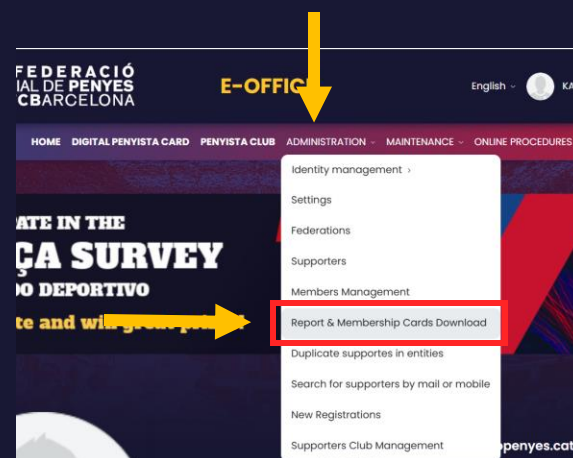 FEDERACIÓ
IAL DE PENYES
CBARCELONA
E-OFFIC
English
KA
HOME DIGITAL PENYISTA CARD PENYISTA CLUB ADMINISTRATION MAINTENANCE ONLINE PROCEDURES
Identity management
Settings
Federations
Supporters
Members Management
Report & Membership Cards Download
Duplicate supportes in entities
Search for supporters by mail or mobile
New Registrations
Supporters Club Management
ATE IN THE
ÇA SURVEY
DO DEPORTIVO
te and win
penyes.cat